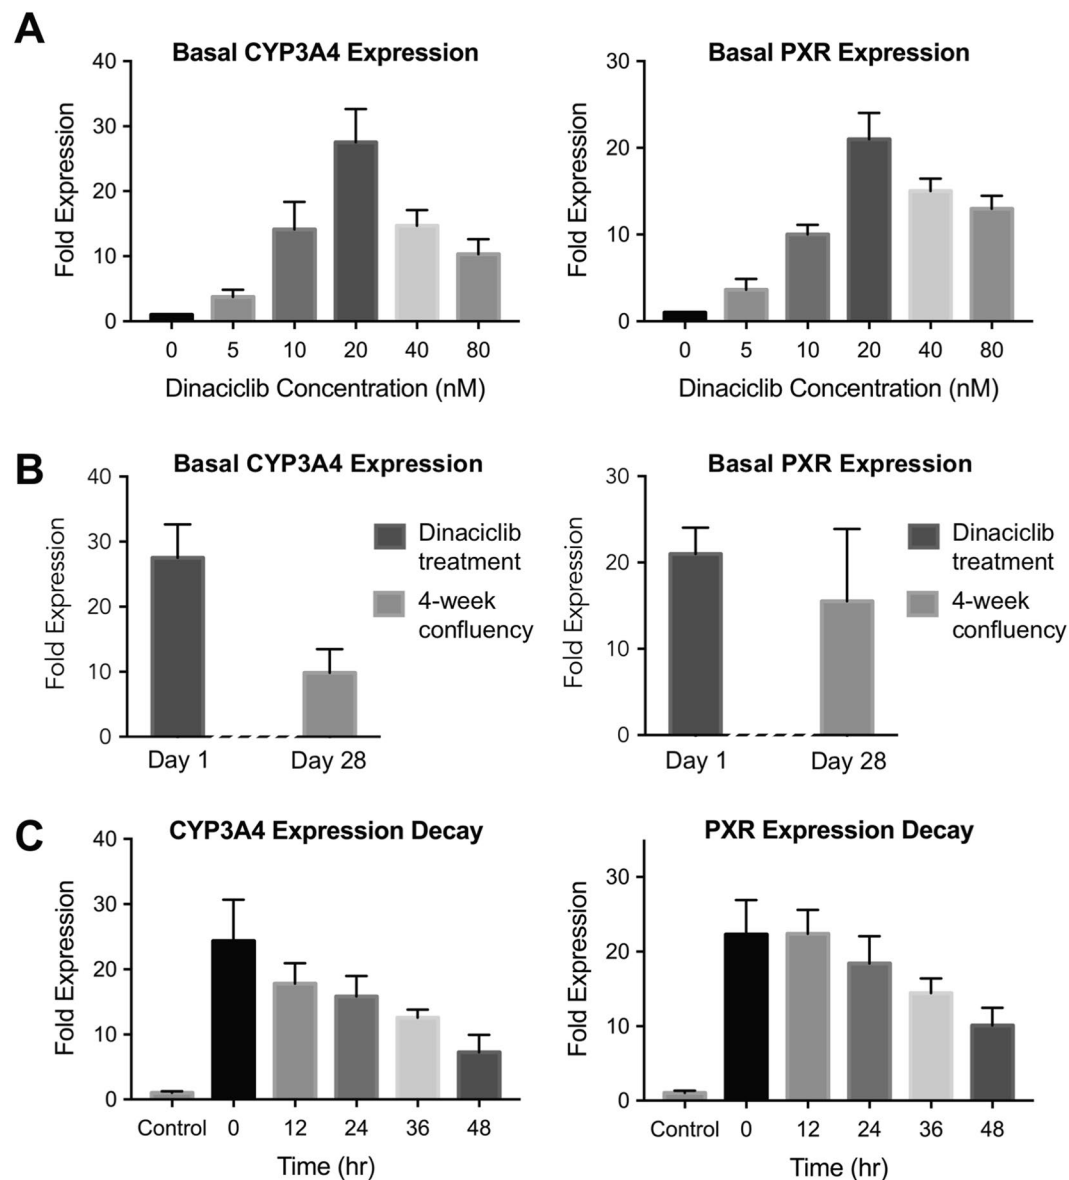 A
Basal CYP3A4 Expression
Fold Expression
40
30
20
10
0
0 5 10 20 40 80
Dinaciclib Concentration (nM)
Basal PXR Expression
Fold Expression
30
20
10
0
0 5 10 20 40 80
Dinaciclib Concentration (nM)
B
Basal CYP3A4 Expression
Fold Expression
40
30
20
10
0
Day 1 Day 28
Dinaciclib
treatment
4-week
confluency
Basal PXR Expression
Fold Expression
30
20
10
0
Day 1 Day 28
Dinaciclib
treatment
4-week
confluency
C
CYP3A4 Expression Decay
Fold Expression
40
30
20
10
0
Control 0 12 24 36 48
Time (hr)
PXR Expression Decay
Fold Expression
30
20
10
0
Control 0 12 24 36 48
Time (hr)